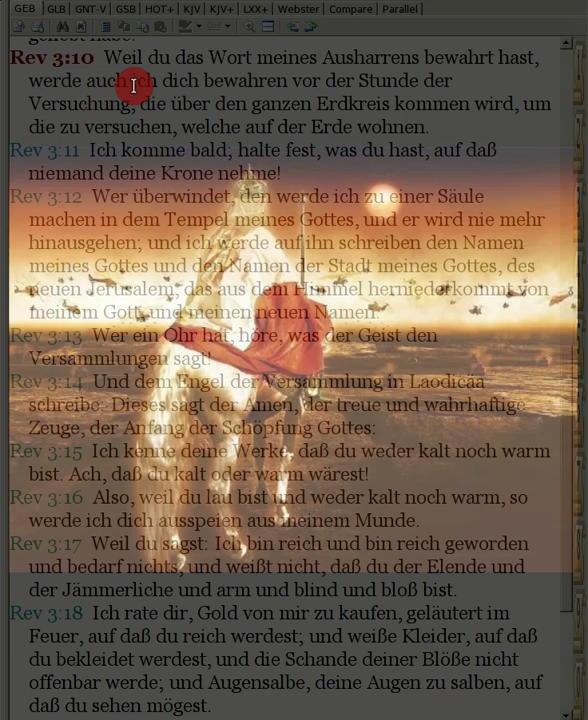 GEB GLB GNT-V GSB HOT+ KJV KJV+ LXX+ Webster Compare Parallel
geliebt habe.
Rev 3:10 Weil du das Wort meines Ausharrens bewahrt hast,
werde auch ich dich bewahren vor der Stunde der
Versuchung, die über den ganzen Erdkreis kommen wird, um
die zu versuchen, welche auf der Erde wohnen.
Rev 3:11 Ich komme bald; halte fest, was du hast, auf daß
niemand deine Krone nehme!
Rev 3:12 Wer überwindet, den werde ich zu einer Säule
machen in dem Tempel meines Gottes, und er wird nie mehr
hinausgehen; und ich werde auf ihn schreiben den Namen
meines Gottes und den Namen der Stadt meines Gottes, des
neuen Jerusalem, das aus dem Himmel herniederkommt von
meinem Gott, und meinen neuen Namen.
Rev 3:13 Wer ein Ohr hat, höre, was der Geist den
Versammlungen sagt!
Rev 3:14 Und dem Engel der Versammlung in Laodicäa
schreibe: Dieses sagt der Amen, der treue und wahrhaftige
Zeuge, der Anfang der Schöpfung Gottes:
Rev 3:15 Ich kenne deine Werke, daß du weder kalt noch warm
bist. Ach, daß du kalt oder warm wärest!
Rev 3:16 Also, weil du lau bist und weder kalt noch warm, so
werde ich dich ausspeien aus meinem Munde.
Rev 3:17 Weil du sagst: Ich bin reich und bin reich geworden
und bedarf nichts, und weißt nicht, daß du der Elende und
der Jämmerliche und arm und blind und bloß bist.
Rev 3:18 Ich rate dir, Gold von mir zu kaufen, geläutert im
Feuer, auf daß du reich werdest; und weiße Kleider, auf daß
du bekleidet werdest, und die Schande deiner Blöße nicht
offenbar werde; und Augensalbe, deine Augen zu salben, auf
daß du sehen mögest.